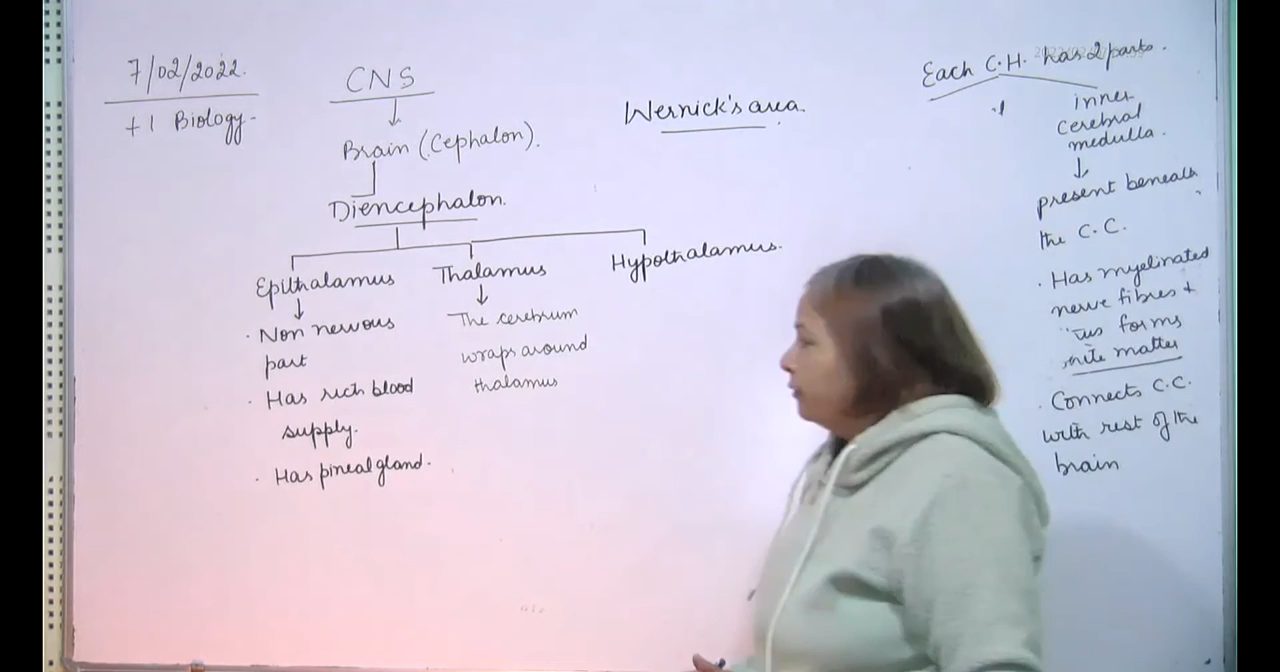 7/02/2022.
+1 Biology.
CNS
Brain (Cephalon).
Diencephalon.
Epithalamus
Non nervous
part
Has rich blood
supply.
Has pineal gland.
Thalamus
The cerebrum
wraps around
thalamus
Hypothalamus.
Wernick's area.
Each C.H. has 2 parts.
inner
cerebral
medulla.
present beneath
the C.C.
Has myelinated
nerve fibres +
forms
matter
Connects C.C.
with rest of the
brain